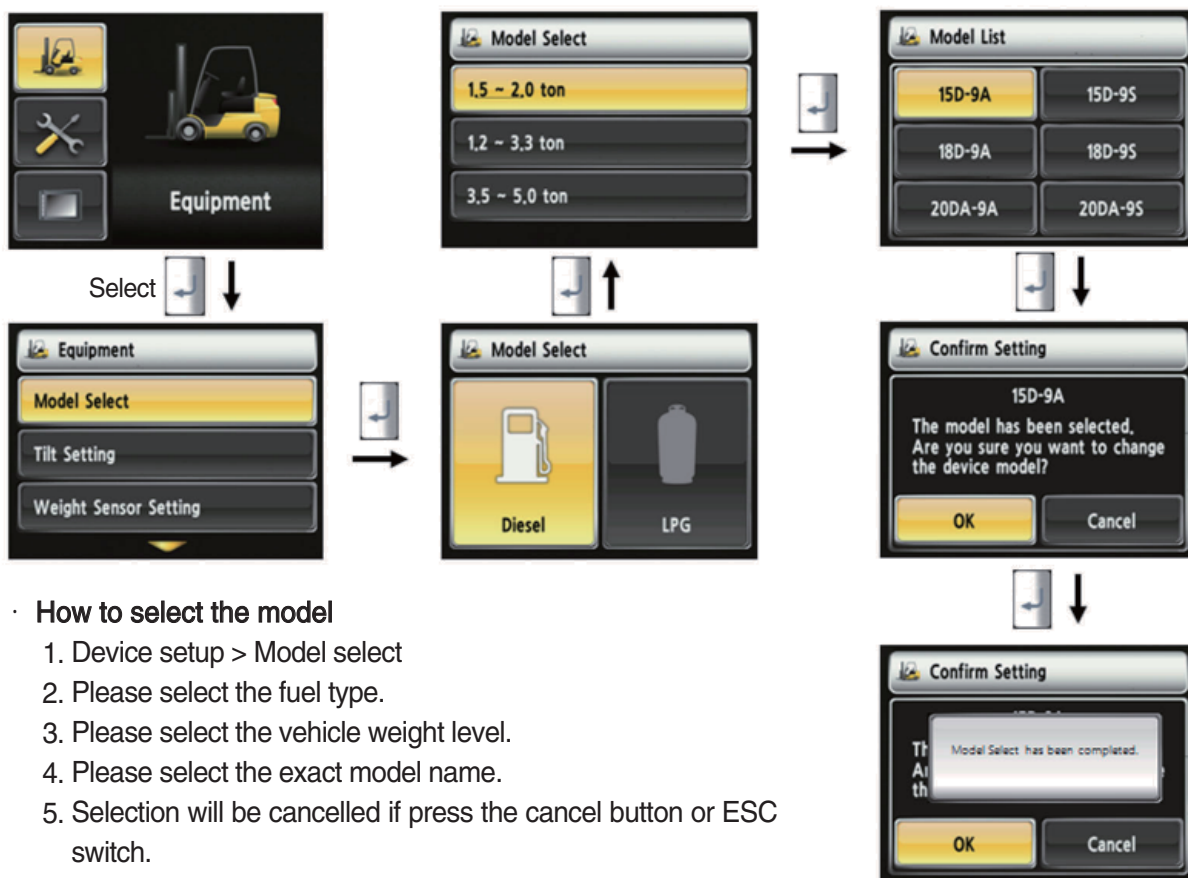 Equipment
Select
Equipment
Model Select
Tilt Setting
Weight Sensor Setting
Model Select
Diesel
LPG
Model Select
1.5 ~ 2.0 ton
1.2 ~ 3.3 ton
3.5 ~ 5.0 ton
Model List
15D-9A 15D-9S
18D-9A 18D-9S
20DA-9A 20DA-9S
Confirm Setting
15D-9A
The model has been selected.
Are you sure you want to change
the device model?
OK Cancel
Confirm Setting
Model Select has been completed.
OK Cancel
· How to select the model
1. Device setup > Model select
2. Please select the fuel type.
3. Please select the vehicle weight level.
4. Please select the exact model name.
5. Selection will be cancelled if press the cancel button or ESC
switch.